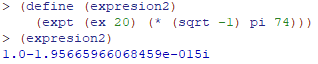 > (define (expresion2)
    (expt (ex 20) (* (sqrt -1) pi 74)))
> (expresion2)
1.0-1.95665966068459e-015i